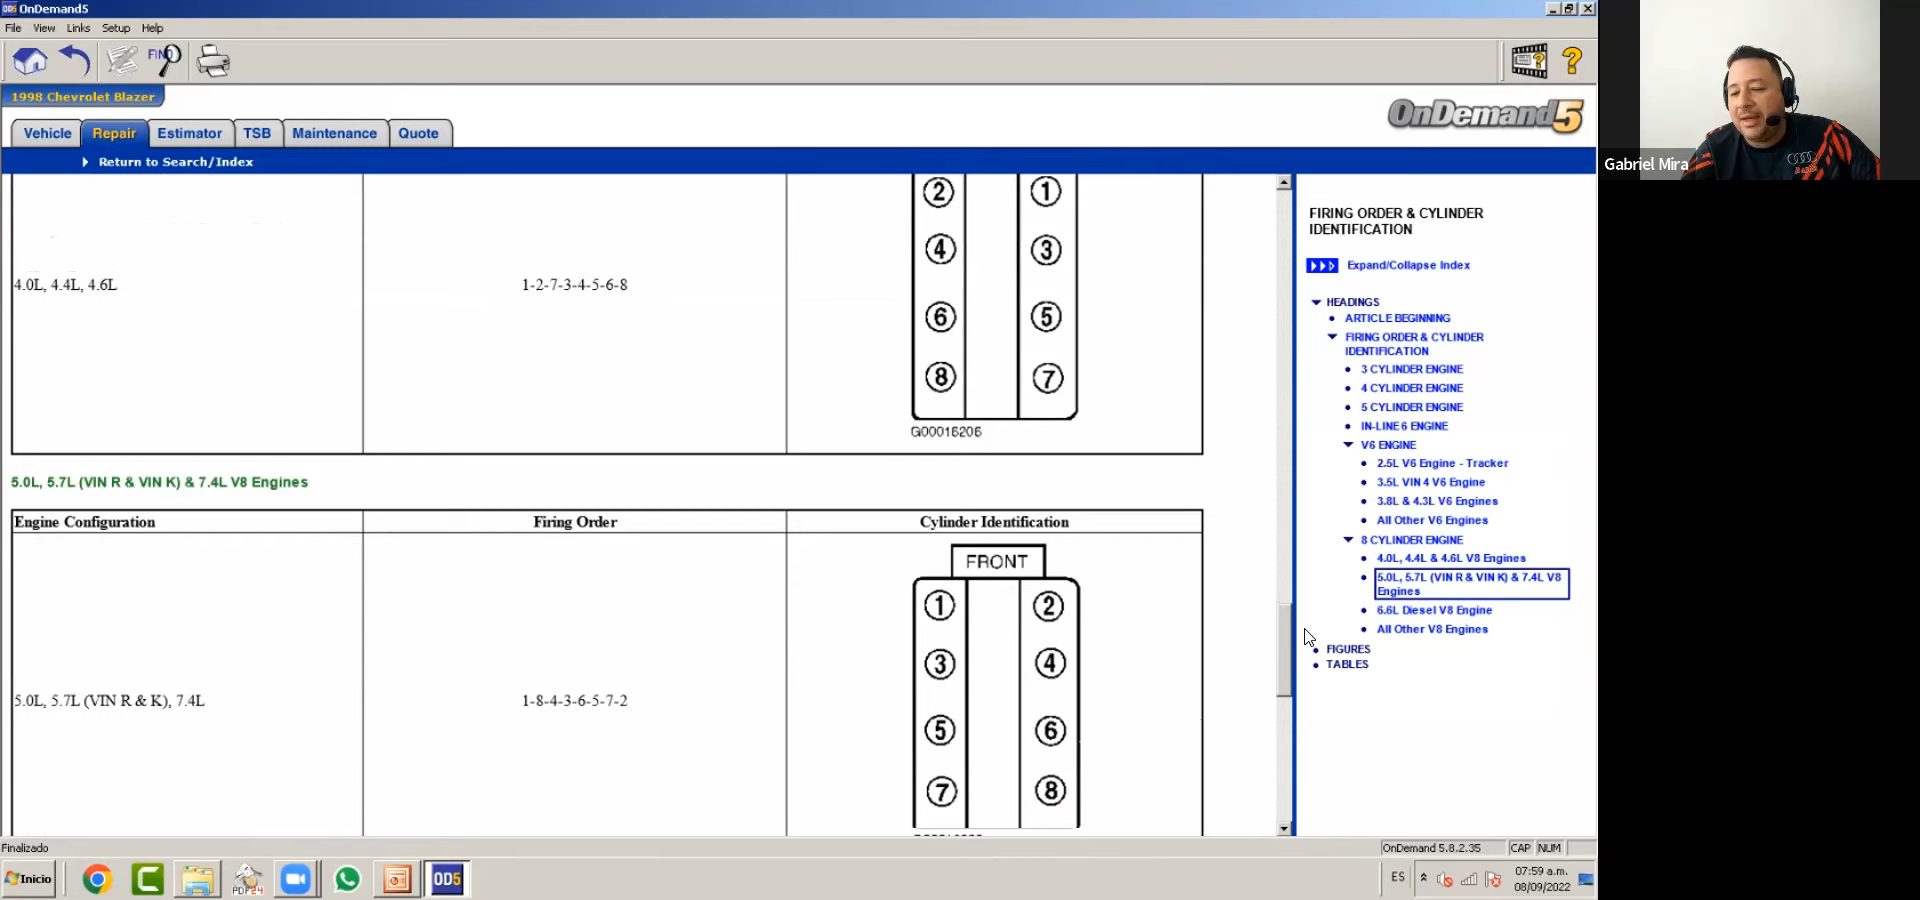 OnDemand5
File View Links Setup Help
FIND
1998 Chevrolet Blazer
OnDemand5
Vehicle Repair Estimator TSB Maintenance Quote
Return to Search/Index
2 1
4 3
4.0L, 4.4L, 4.6L 1-2-7-3-4-5-6-8
6 5
8 7
G00016206
5.0L, 5.7L (VIN R & VIN K) & 7.4L V8 Engines
Engine Configuration Firing Order Cylinder Identification
FRONT
1 2
3 4
5.0L, 5.7L (VIN R & K), 7.4L 1-8-4-3-6-5-7-2
5 6
7 8
FIRING ORDER & CYLINDER
IDENTIFICATION
Expand/Collapse Index
HEADINGS
ARTICLE BEGINNING
FIRING ORDER & CYLINDER
IDENTIFICATION
3 CYLINDER ENGINE
4 CYLINDER ENGINE
5 CYLINDER ENGINE
IN-LINE 6 ENGINE
V6 ENGINE
2.5L V6 Engine - Tracker
3.5L VIN 4 V6 Engine
3.8L & 4.3L V6 Engines
All Other V6 Engines
8 CYLINDER ENGINE
4.0L, 4.4L & 4.6L V8 Engines
5.0L, 5.7L (VIN R & VIN K) & 7.4L V8
Engines
6.6L Diesel V8 Engine
All Other V8 Engines
FIGURES
TABLES
Gabriel Mira
Finalizado
OnDemand 5.8.2.35 CAP NUM
Inicio
PDF24
OD5
ES
07:59 a.m.
08/09/2022